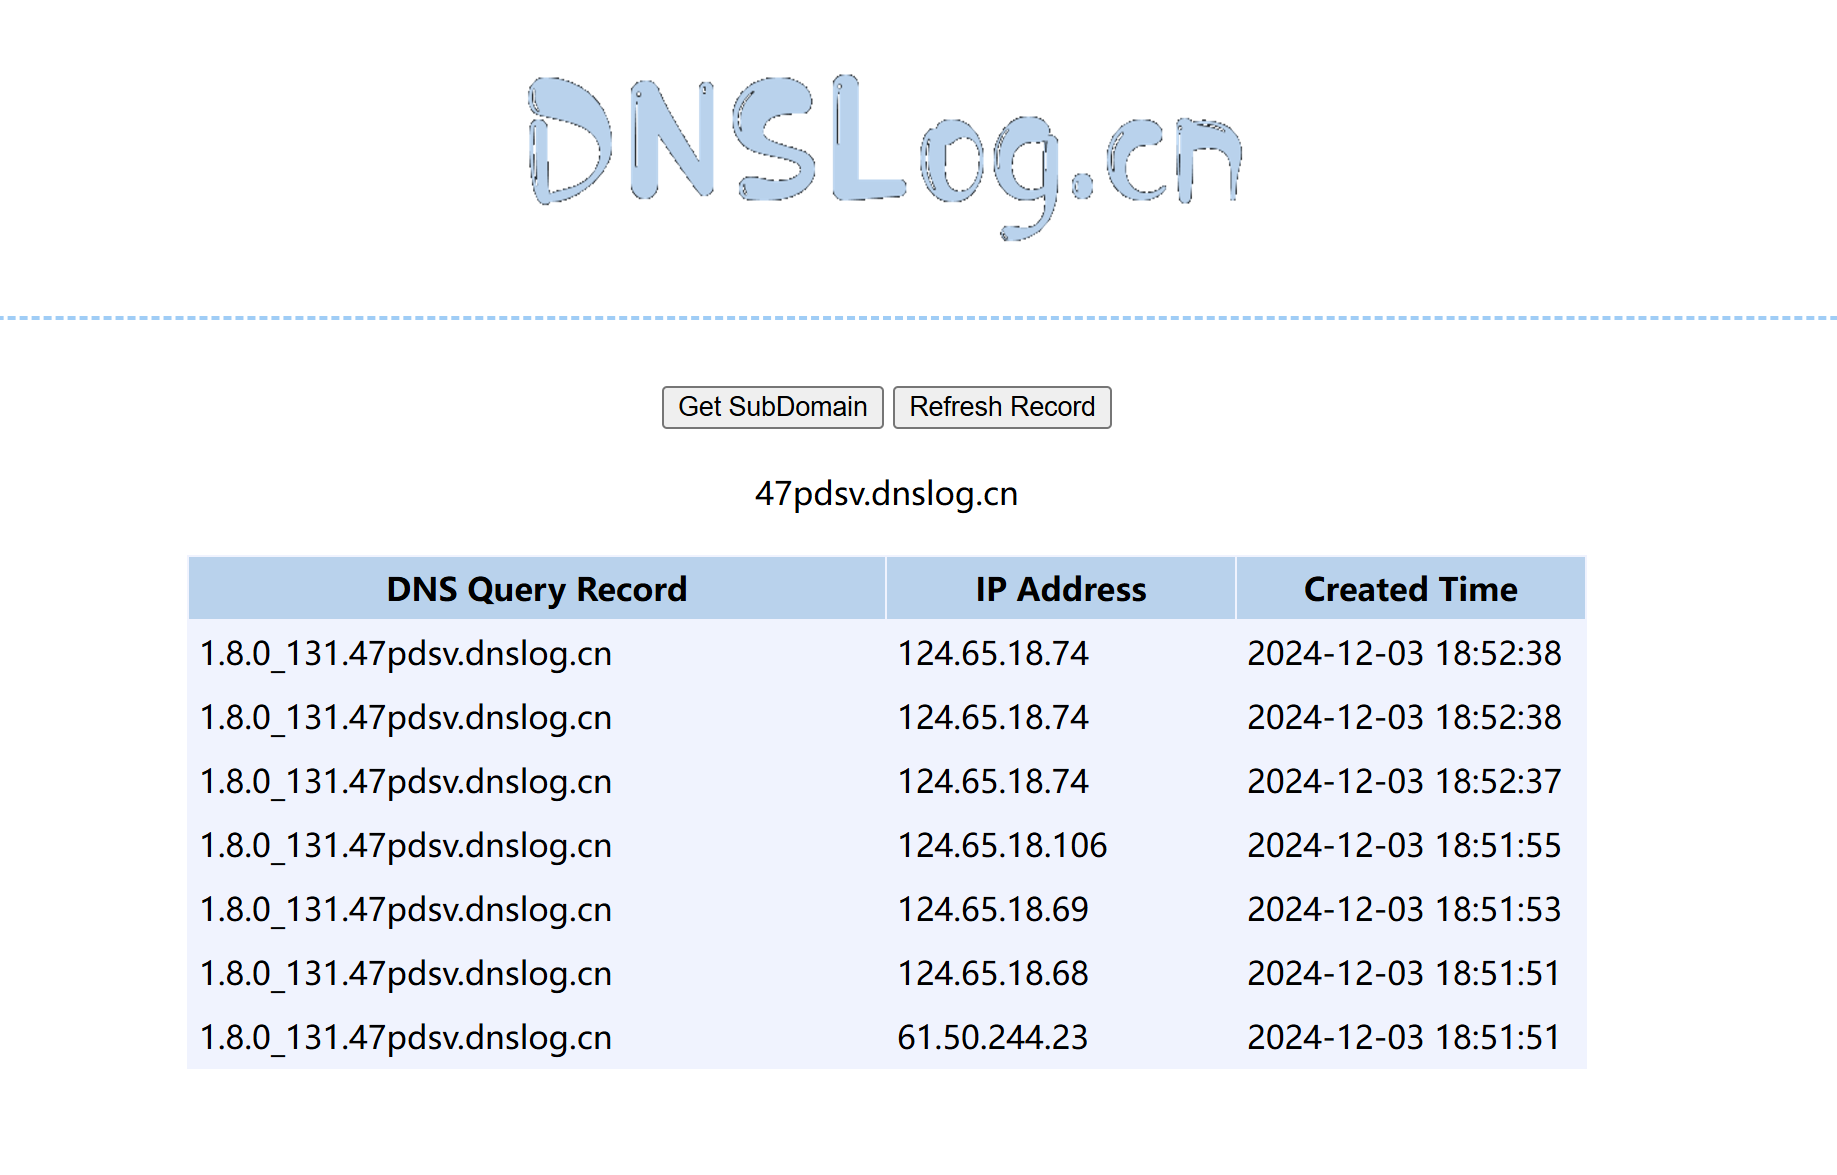 DNSLog.cn
Get SubDomain Refresh Record
47pdsv.dnslog.cn
DNS Query Record IP Address Created Time
1.8.0_131.47pdsv.dnslog.cn 124.65.18.74 2024-12-03 18:52:38
1.8.0_131.47pdsv.dnslog.cn 124.65.18.74 2024-12-03 18:52:38
1.8.0_131.47pdsv.dnslog.cn 124.65.18.74 2024-12-03 18:52:37
1.8.0_131.47pdsv.dnslog.cn 124.65.18.106 2024-12-03 18:51:55
1.8.0_131.47pdsv.dnslog.cn 124.65.18.69 2024-12-03 18:51:53
1.8.0_131.47pdsv.dnslog.cn 124.65.18.68 2024-12-03 18:51:51
1.8.0_131.47pdsv.dnslog.cn 61.50.244.23 2024-12-03 18:51:51